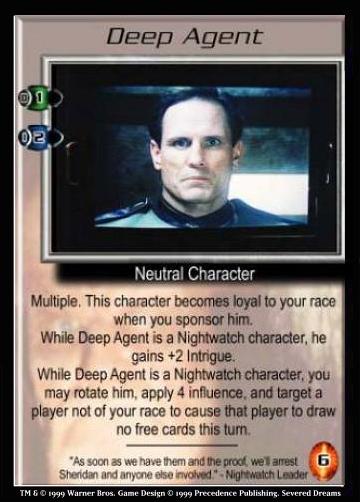 Deep Agent
1
2
Neutral Character
Multiple. This character becomes loyal to your race
when you sponsor him.
While Deep Agent is a Nightwatch character, he
gains +2 Intrigue.
While Deep Agent is a Nightwatch character, you
may rotate him, apply 4 influence, and target a
player not of your race to cause that player to draw
no free cards this turn.
"As soon as we have them and the proof, we'll arrest
Sheridan and anyone else involved." - Nightwatch Leader
6
TM & © 1999 Warner Bros. Game Design © 1999 Precedence Publishing. Severed Dreams